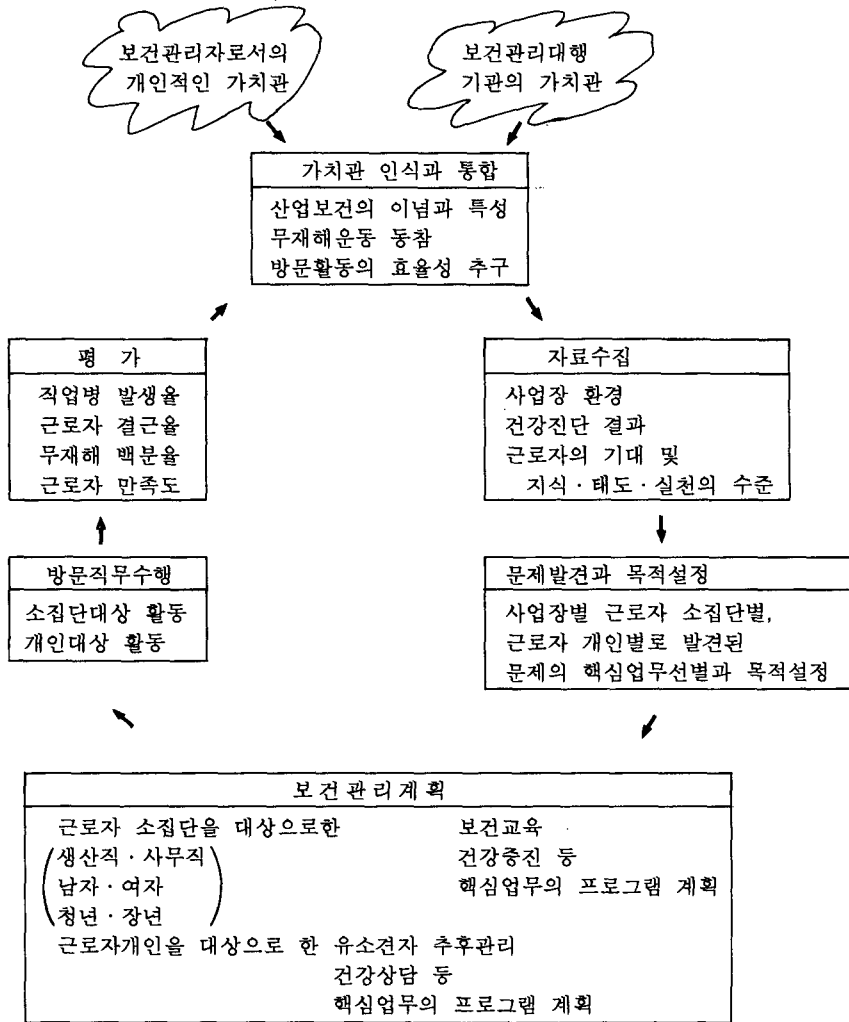 보건관리자로서의
개인적인 가치관
보건관리대행
기관의 가치관
가치관 인식과 통합
산업보건의 이념과 특성
무재해운동 동참
방문활동의 효율성 추구
평 가
직업병 발생율
근로자 결근율
무재해 백분율
근로자 만족도
자료수집
사업장 환경
건강진단 결과
근로자의 기대 및
지식·태도·실천의 수준
방문직무수행
소집단대상 활동
개인대상 활동
문제발견과 목적설정
사업장별 근로자 소집단별,
근로자 개인별로 발견된
문제의 핵심업무선별과 목적설정
보건관리계획
근로자 소집단을 대상으로한 보건교육
(생산직·사무직 건강증진 등
남자·여자 핵심업무의 프로그램 계획
청년·장년)
근로자개인을 대상으로 한 유소견자 추후관리
건강상담 등
핵심업무의 프로그램 계획